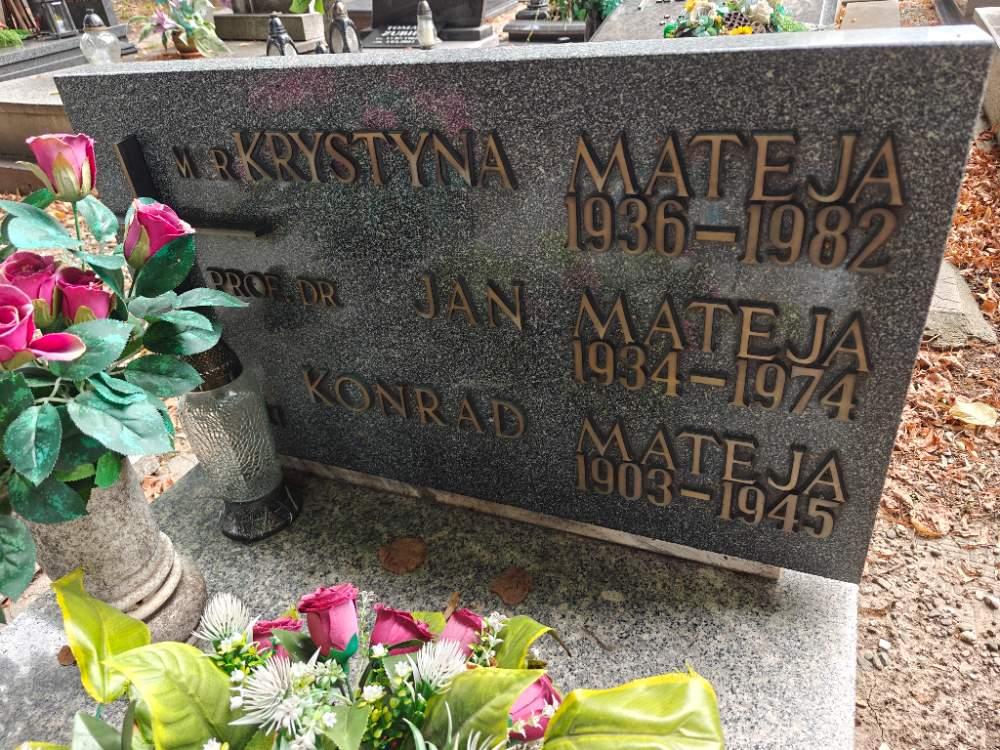 M R KRYSTYNA MATEJA
1936–1982
PROF. DR JAN MATEJA
1934–1974
KONRAD MATEJA
1903–1945